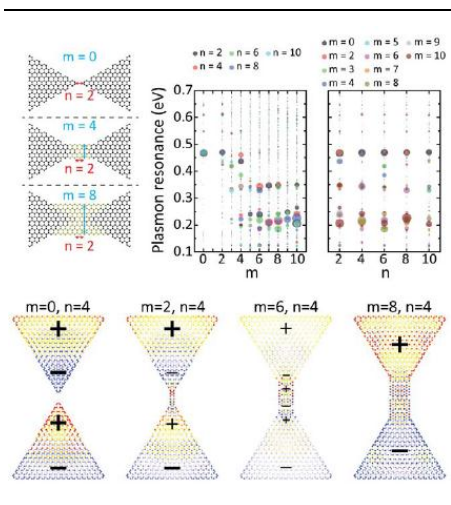 m = 0
n = 2
m = 4
n = 2
m = 8
n = 2
n = 2 n = 6 n = 10
n = 4 n = 8
m = 0 m = 5 m = 9
m = 2 m = 6 m = 10
m = 3 m = 7
m = 4 m = 8
Plasmon resonance (eV)
0.7
0.6
0.5
0.4
0.3
0.2
0.1
0 2 4 6 8 10
m
2 4 6 8 10
n
m=0, n=4 m=2, n=4 m=6, n=4 m=8, n=4
+ + + +
− − −
+
−
+ + +
− − − −